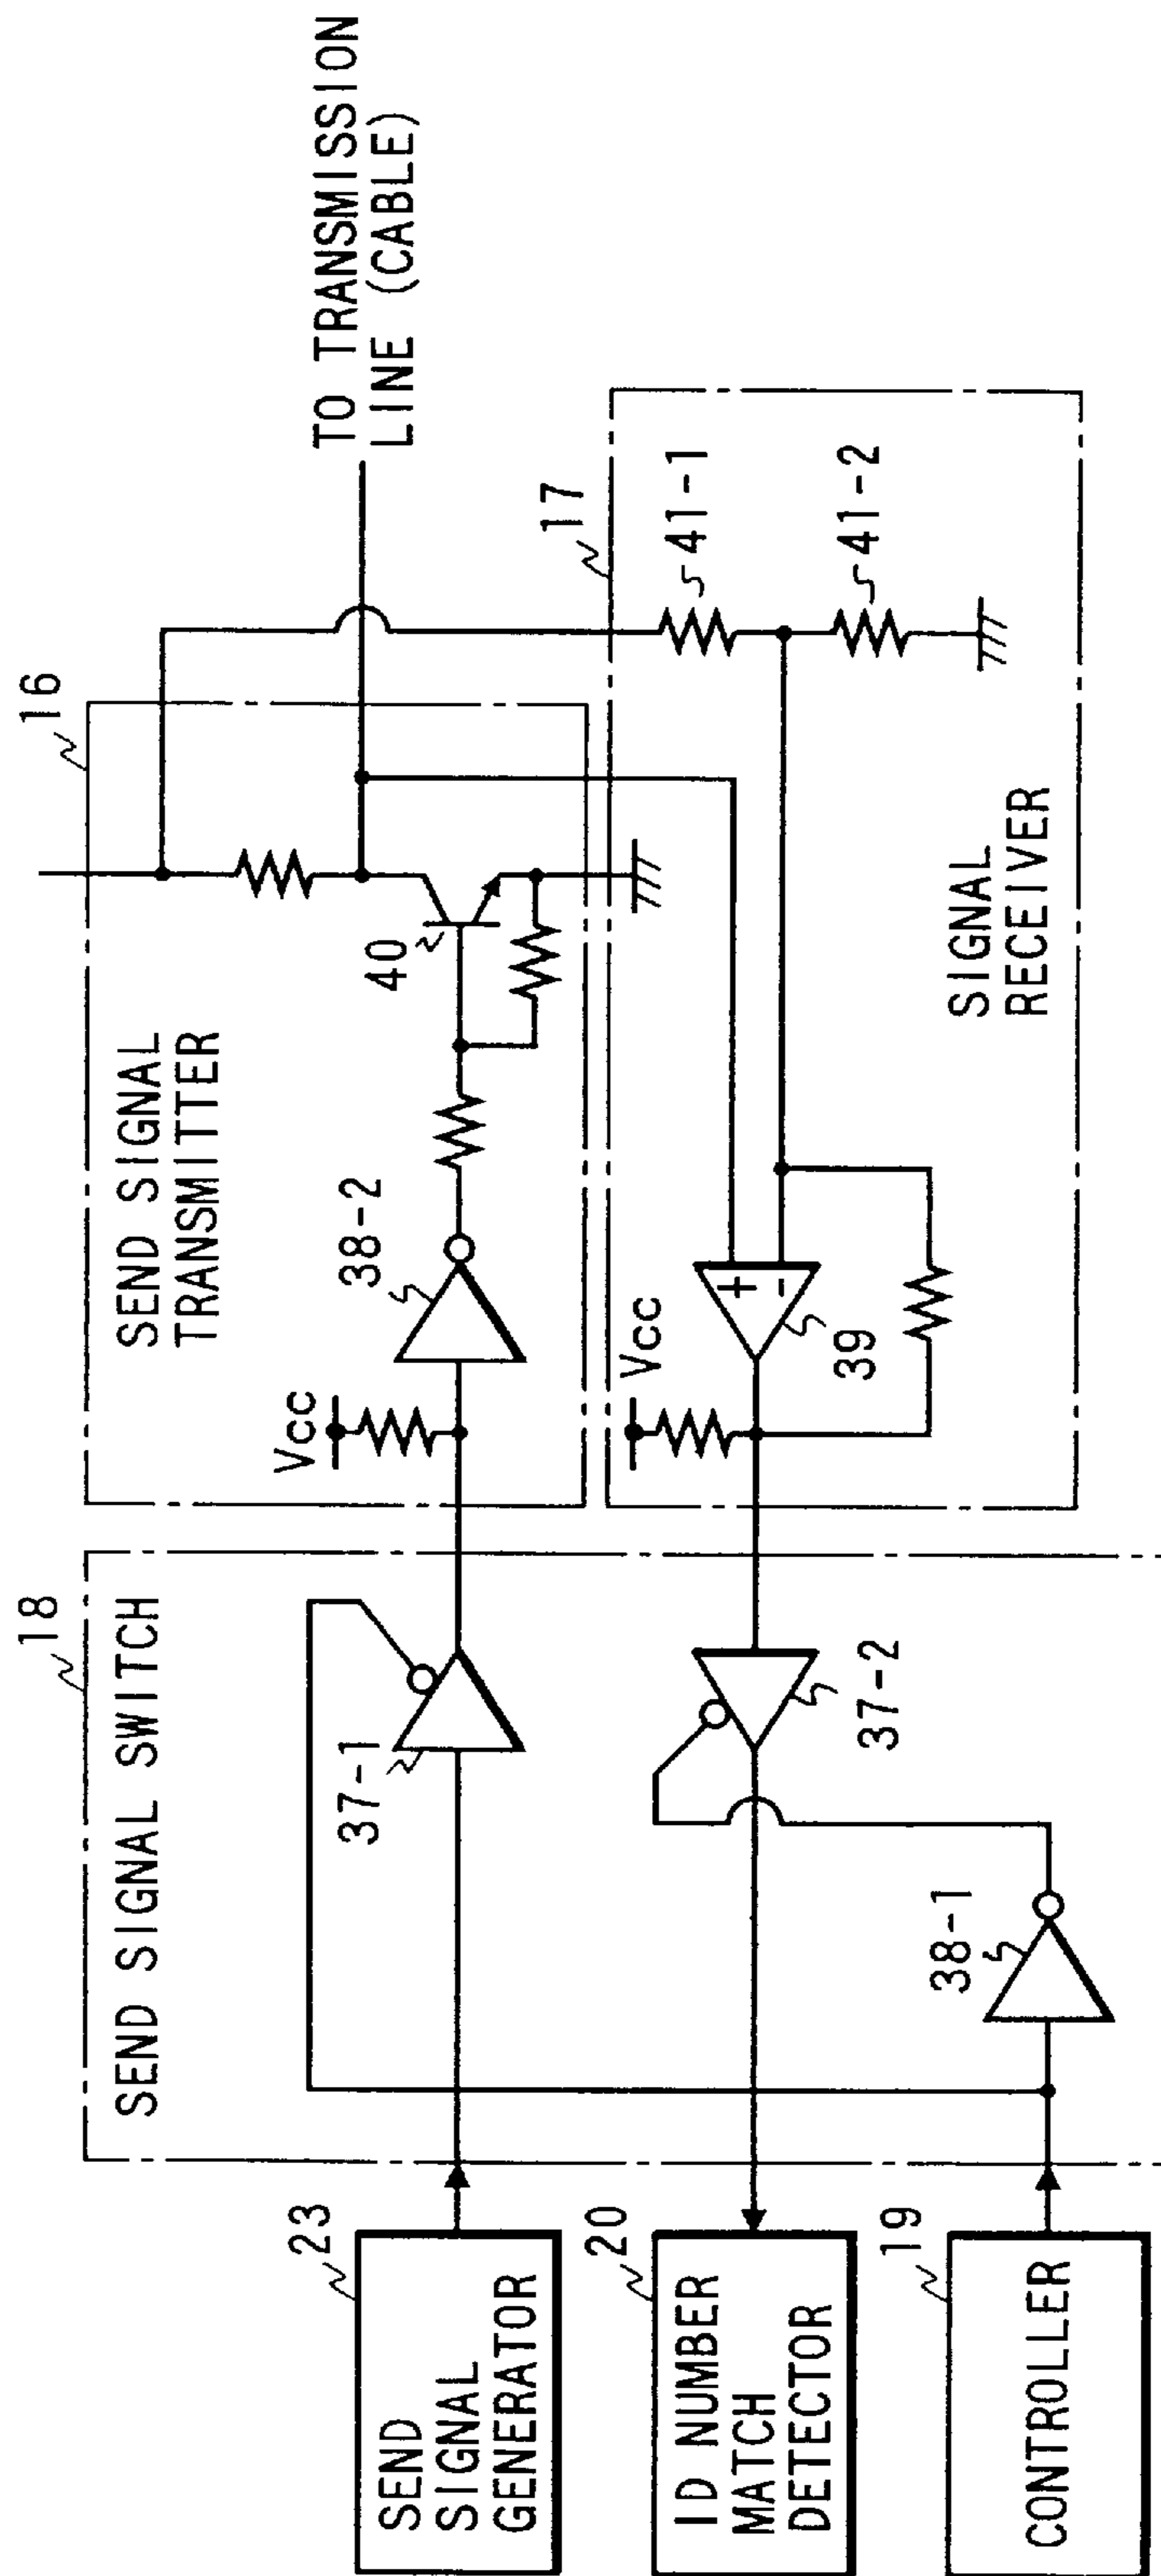 18
SEND SIGNAL SWITCH
16
SEND SIGNAL
TRANSMITTER
TO TRANSMISSION
LINE (CABLE)
23
SEND
SIGNAL
GENERATOR
37-1
Vcc
38-2
40
20
ID NUMBER
MATCH
DETECTOR
37-2
17
Vcc
+
-
39
41-1
41-2
SIGNAL
RECEIVER
19
CONTROLLER
38-1